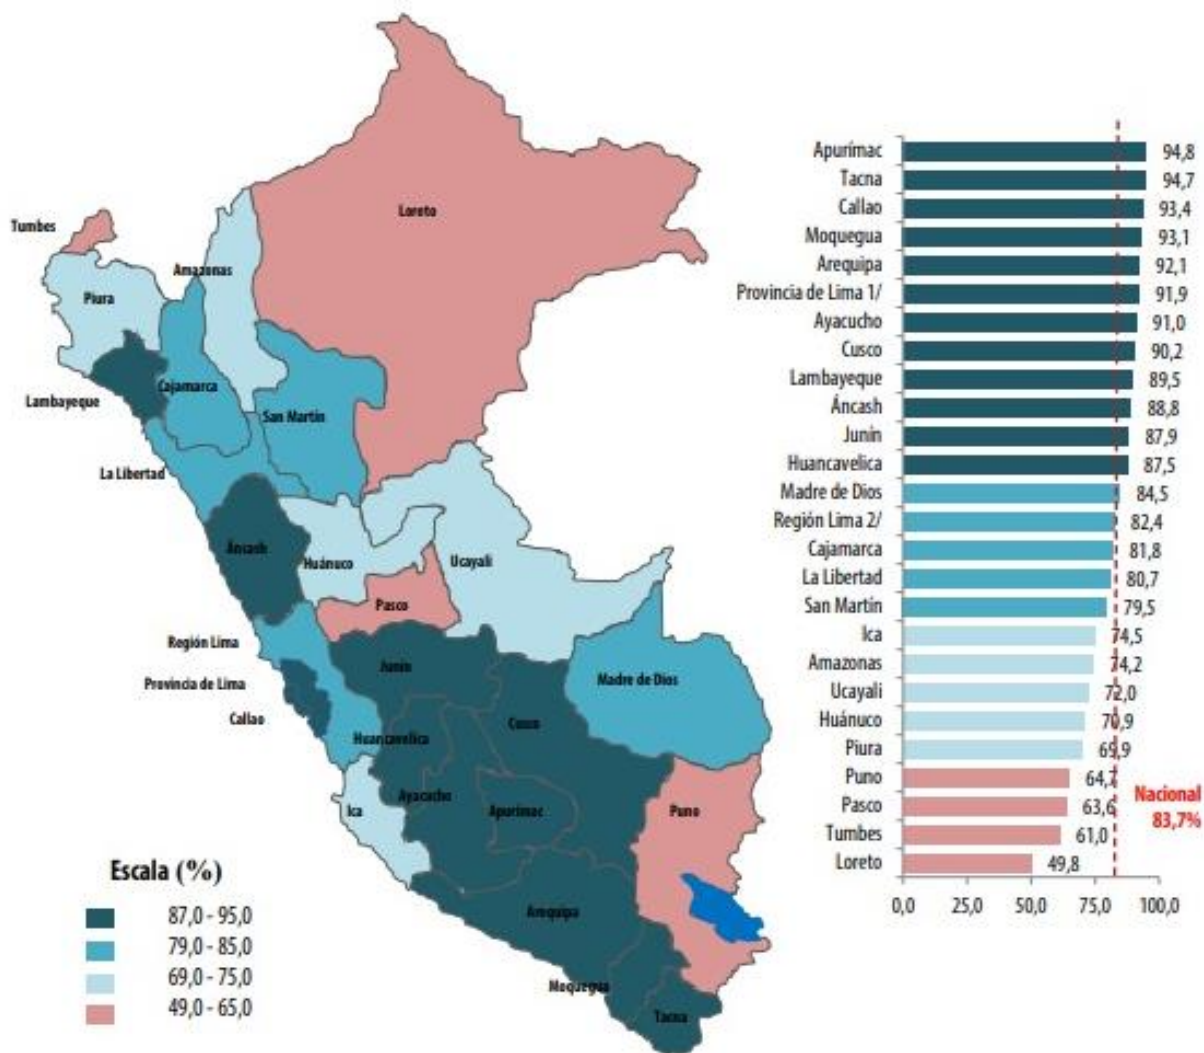 Loreto
Tumbes
Amazonas
Piura
Cajamarca
Lambayeque
San Martín
La Libertad
Áncash
Huánuco
Ucayali
Pasco
Región Lima
Junín
Provincia de Lima
Madre de Dios
Callao
Cusco
Huancavelica
Ayacucho
Apurímac
Ica
Puno
Arequipa
Moquegua
Tacna
Escala (%)
87,0 - 95,0
79,0 - 85,0
69,0 - 75,0
49,0 - 65,0
Apurímac 94,8
Tacna 94,7
Callao 93,4
Moquegua 93,1
Arequipa 92,1
Provincia de Lima 1/ 91,9
Ayacucho 91,0
Cusco 90,2
Lambayeque 89,5
Áncash 88,8
Junín 87,9
Huancavelica 87,5
Madre de Dios 84,5
Región Lima 2/ 82,4
Cajamarca 81,8
La Libertad 80,7
San Martín 79,5
Ica 74,5
Amazonas 74,2
Ucayali 72,0
Huánuco 70,9
Piura 69,9
Puno 64,7
Pasco 63,6
Tumbes 61,0
Loreto 49,8
Nacional
83,7%
0,0 25,0 50,0 75,0 100,0